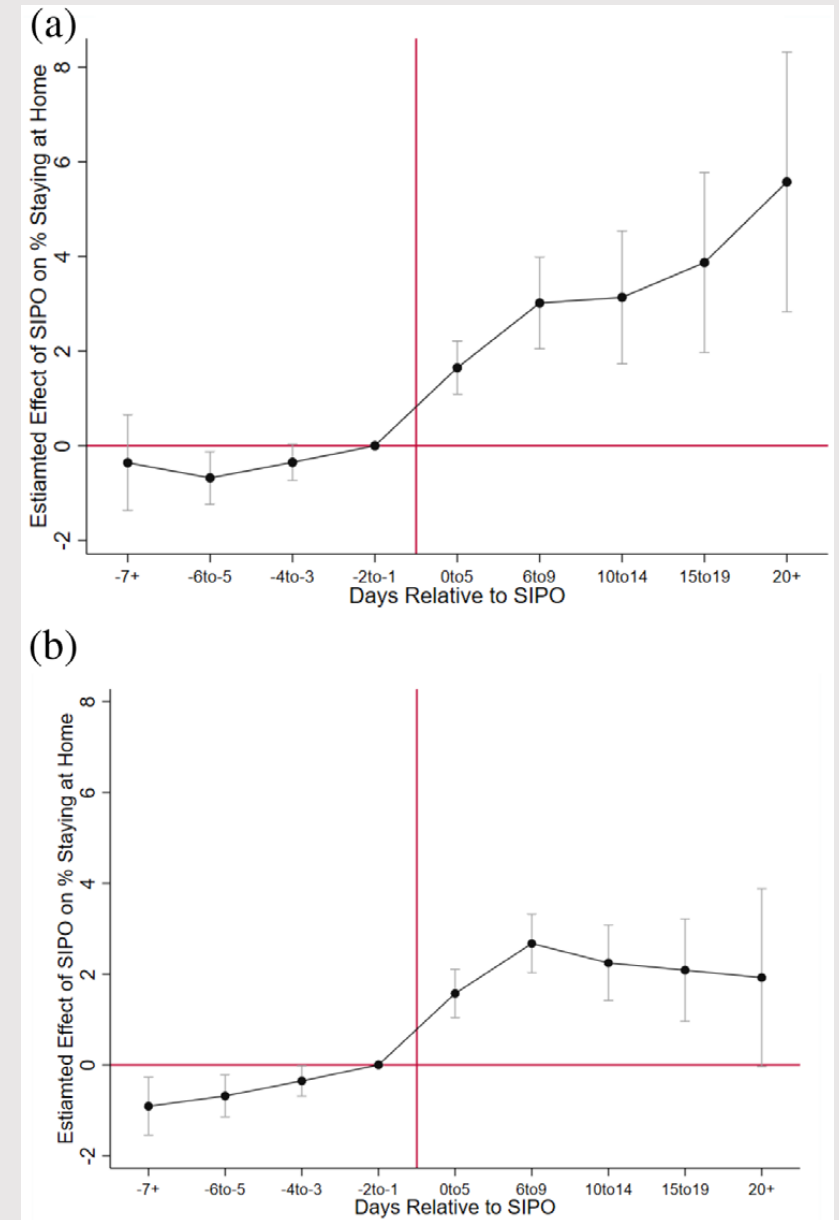 (a)
Estiamted Effect of SIPO on % Staying at Home
8
6
4
2
0
-2
-7+ -6to-5 -4to-3 -2to-1 0to5 6to9 10to14 15to19 20+
Days Relative to SIPO
(b)
Estiamted Effect of SIPO on % Staying at Home
8
6
4
2
0
-2
-7+ -6to-5 -4to-3 -2to-1 0to5 6to9 10to14 15to19 20+
Days Relative to SIPO